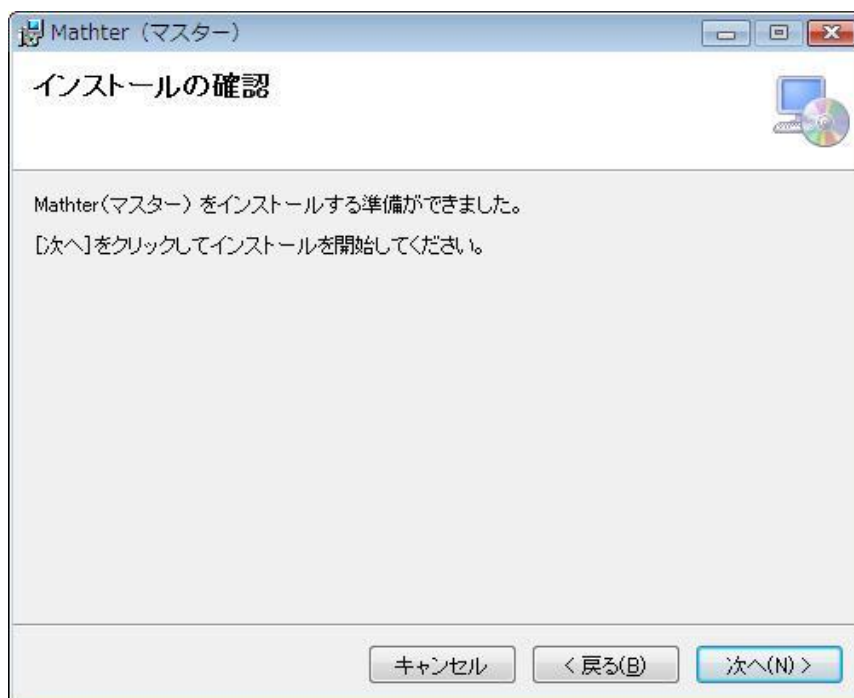 Mathter（マスター）
インストールの確認
Mathter（マスター） をインストールする準備ができました。
[次へ]をクリックしてインストールを開始してください。
キャンセル
< 戻る(B)
次へ(N) >